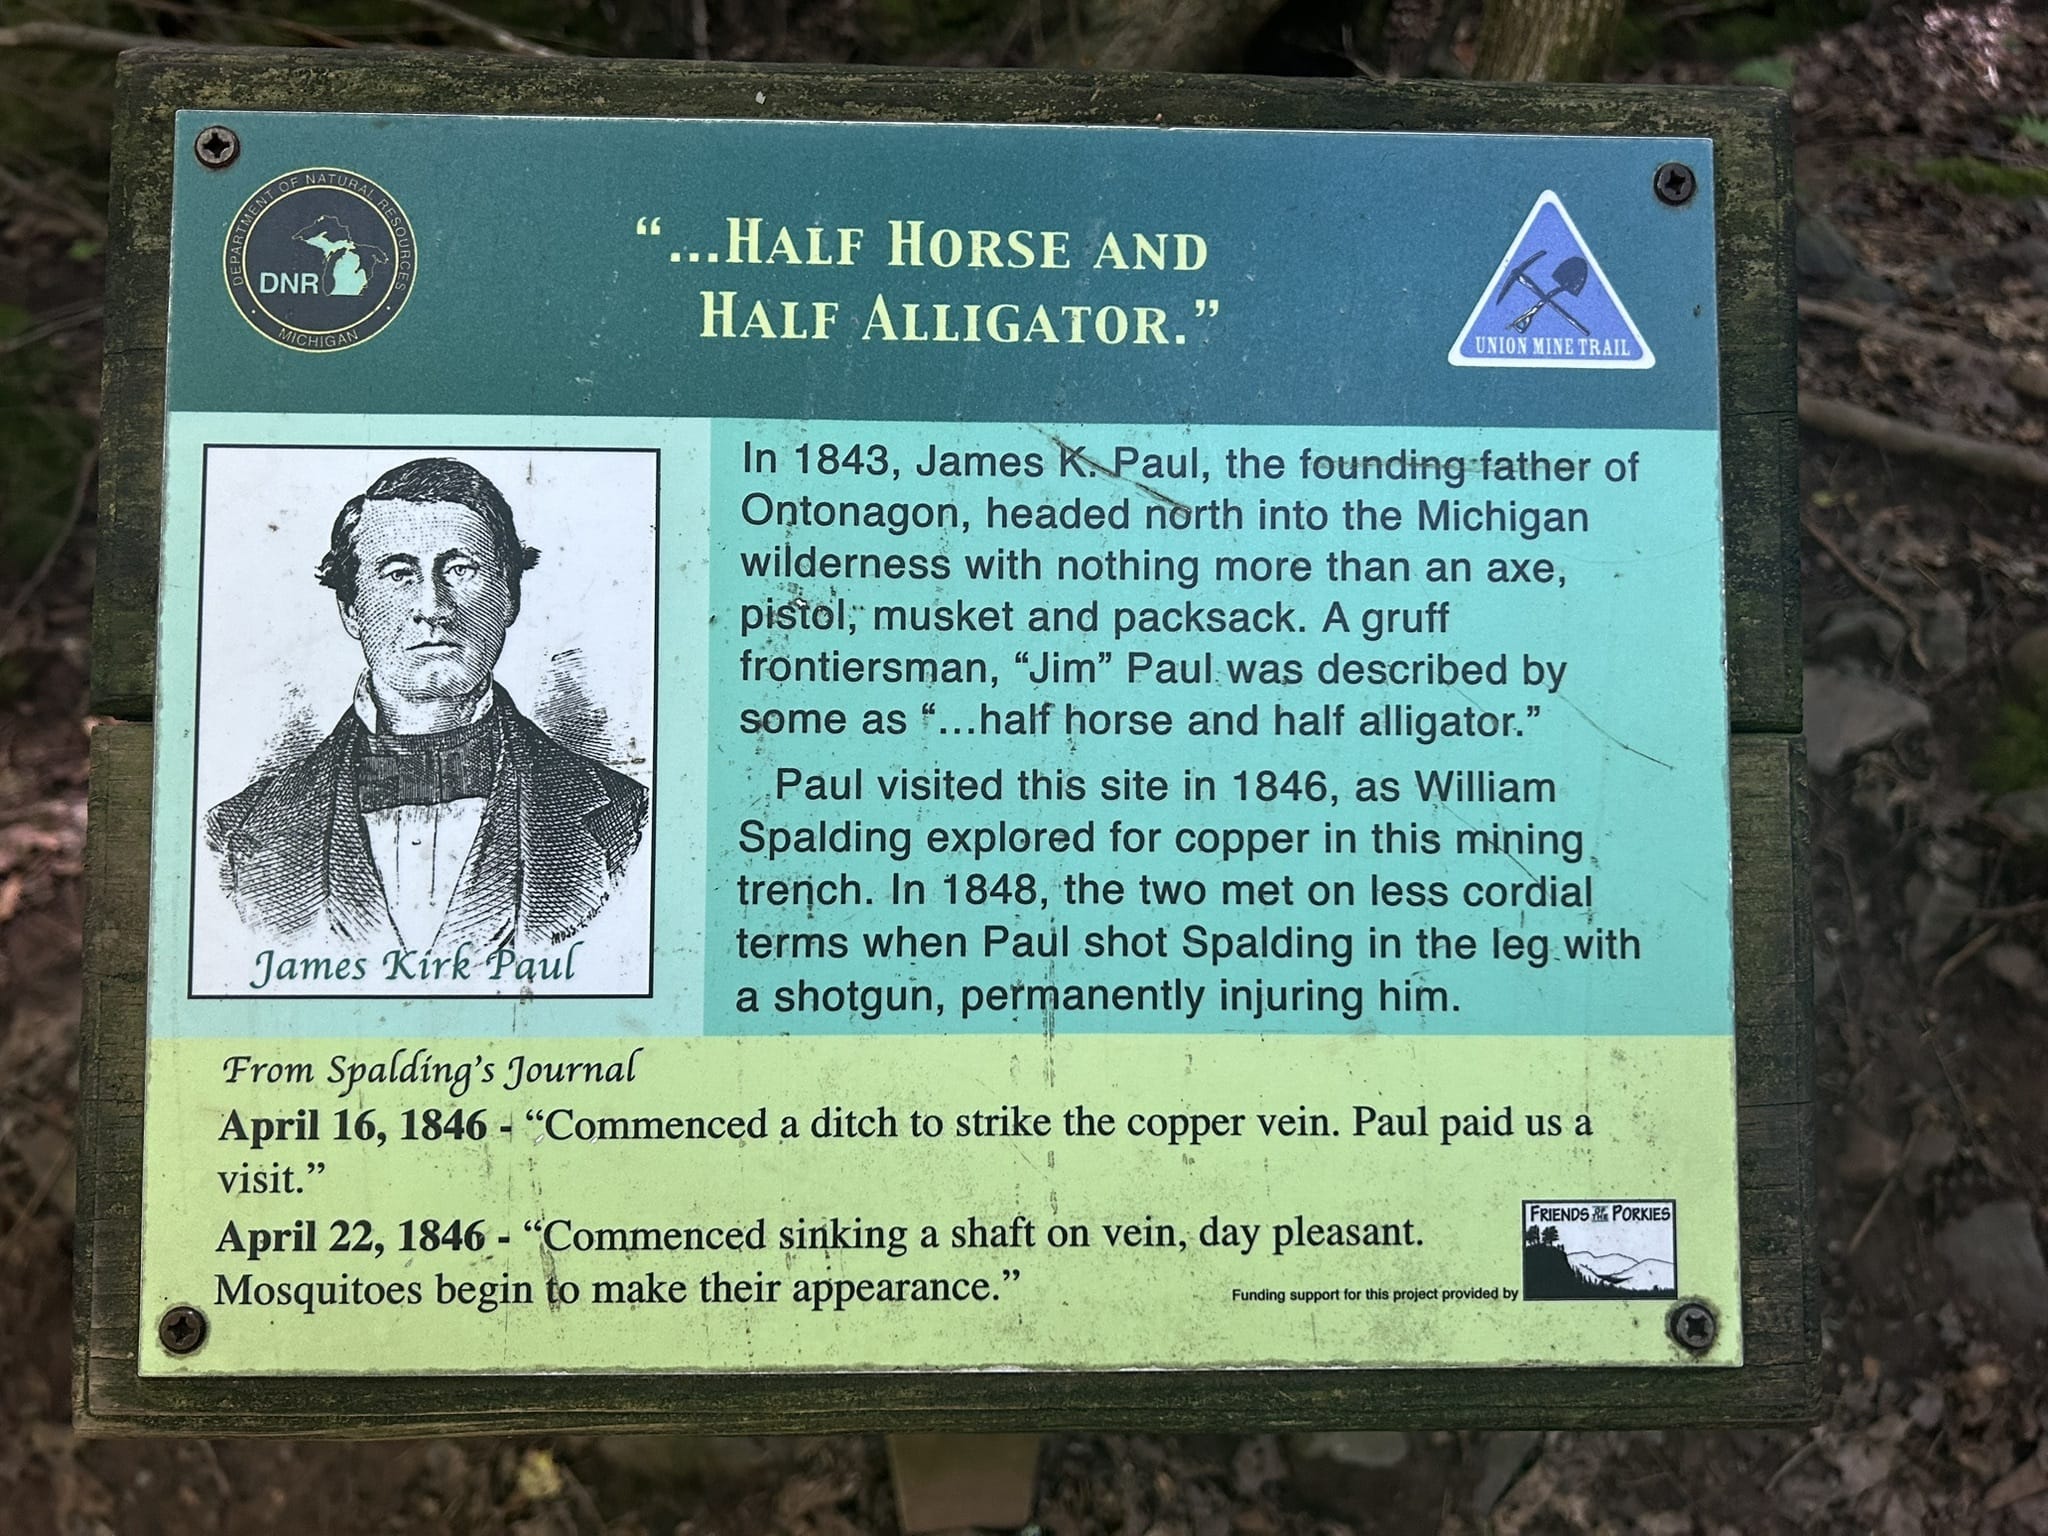 DEPARTMENT OF NATURAL RESOURCES
DNR
MICHIGAN
“...HALF HORSE AND
HALF ALLIGATOR.”
UNION MINE TRAIL
In 1843, James K. Paul, the founding father of
Ontonagon, headed north into the Michigan
wilderness with nothing more than an axe,
pistol, musket and packsack. A gruff
frontiersman, “Jim” Paul was described by
some as “...half horse and half alligator.”
Paul visited this site in 1846, as William
Spalding explored for copper in this mining
trench. In 1848, the two met on less cordial
terms when Paul shot Spalding in the leg with
a shotgun, permanently injuring him.
James Kirk Paul
From Spalding’s Journal
April 16, 1846 - “Commenced a ditch to strike the copper vein. Paul paid us a
visit.”
April 22, 1846 - “Commenced sinking a shaft on vein, day pleasant.
Mosquitoes begin to make their appearance.”
Funding support for this project provided by
FRIENDS OF THE PORKIES